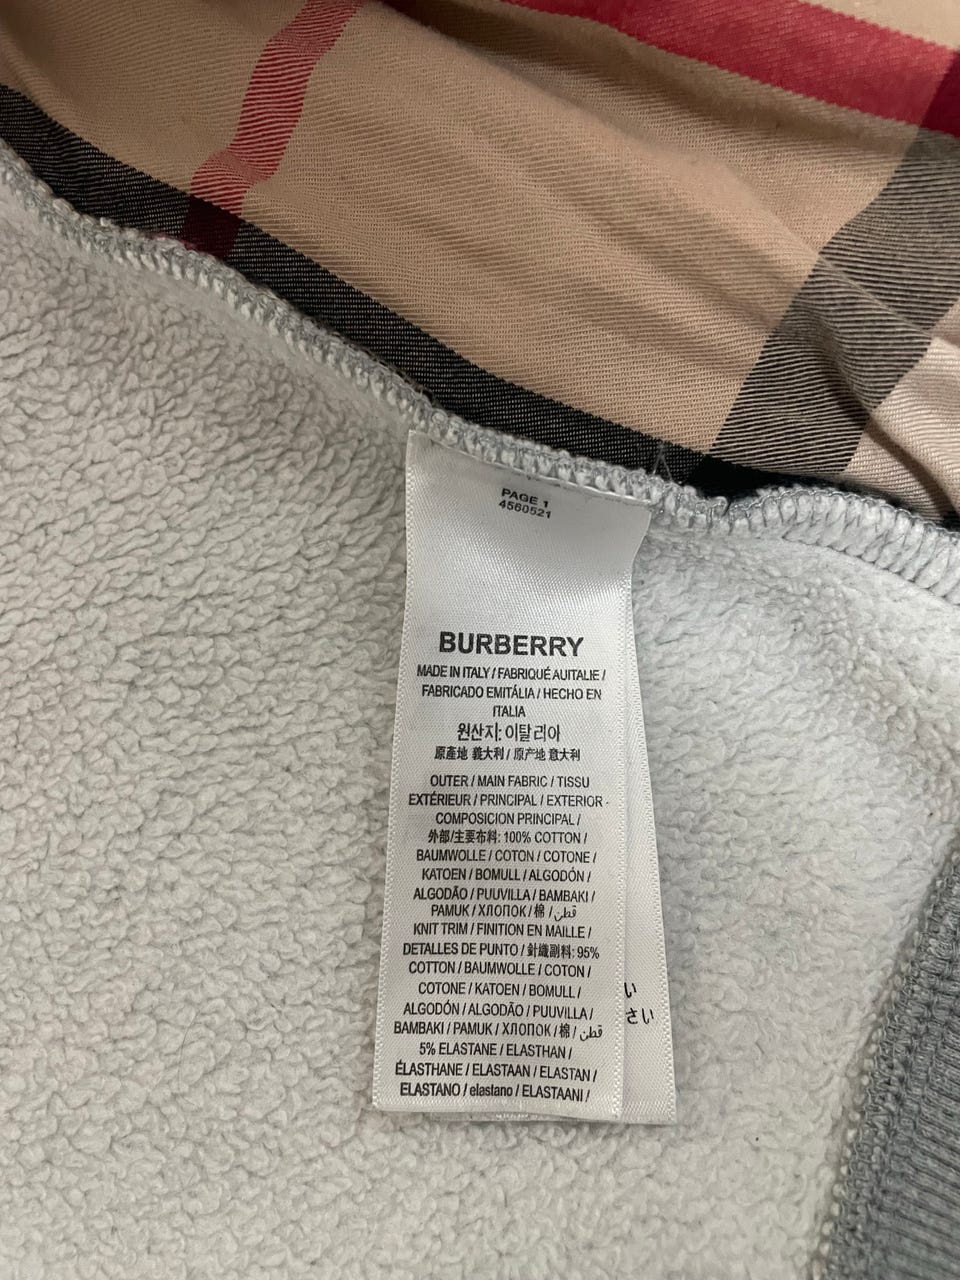 PAGE 1
4560521
BURBERRY
MADE IN ITALY / FABRIQUÉ AUITALIE /
FABRICADO EMITÁLIA / HECHO EN
ITALIA
원산지: 이탈리아
原產地 義大利 / 原产地 意大利
OUTER / MAIN FABRIC / TISSU
EXTÉRIEUR / PRINCIPAL / EXTERIOR -
COMPOSICION PRINCIPAL /
外部/主要布料: 100% COTTON /
BAUMWOLLE / COTON / COTONE /
KATOEN / BOMULL / ALGODÓN /
ALGODÃO / PUUVILLA / BAMBAKI /
PAMUK / ХЛОПОК / 棉 / قطن
KNIT TRIM / FINITION EN MAILLE /
DETALLES DE PUNTO / 針織副料: 95%
COTTON / BAUMWOLLE / COTON /
COTONE / KATOEN / BOMULL /
ALGODÓN / ALGODÃO / PUUVILLA /
BAMBAKI / PAMUK / ХЛОПОК / 棉 / قطن
5% ELASTANE / ELASTHAN /
ÉLASTHANE / ELASTAAN / ELASTAN /
ELASTANO / elastano / ELASTAANI /
い
さい